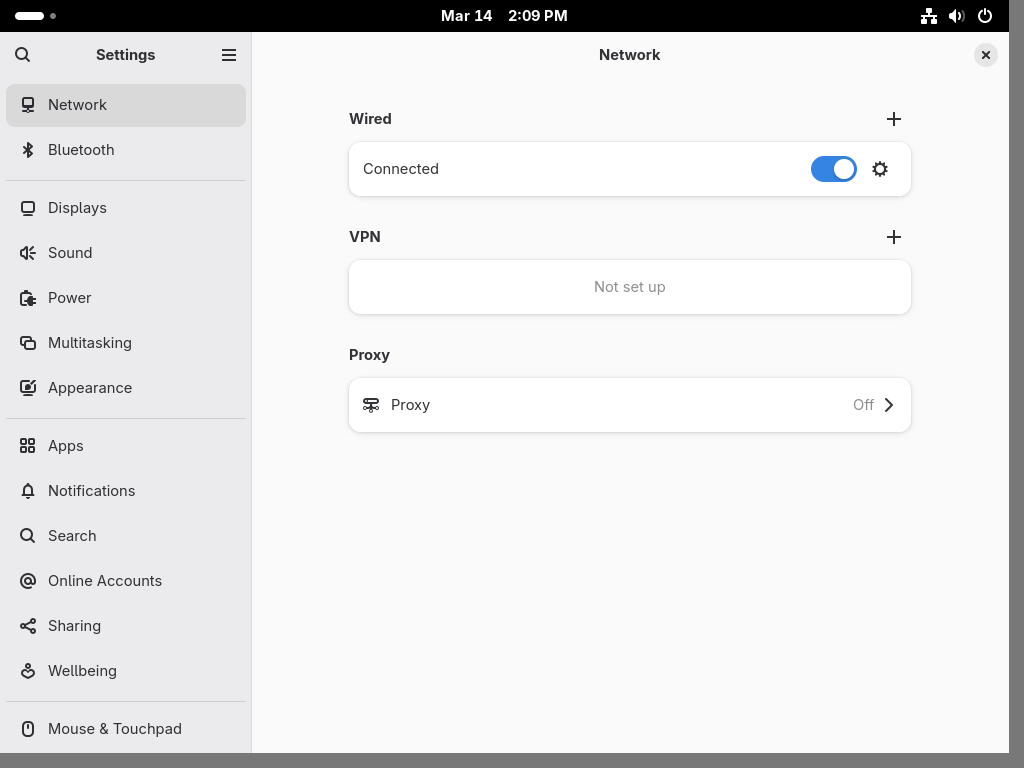 Mar 14 2:09 PM
Settings
Network
Bluetooth
Displays
Sound
Power
Multitasking
Appearance
Apps
Notifications
Search
Online Accounts
Sharing
Wellbeing
Mouse & Touchpad
Network
Wired
Connected
VPN
Not set up
Proxy
Proxy Off